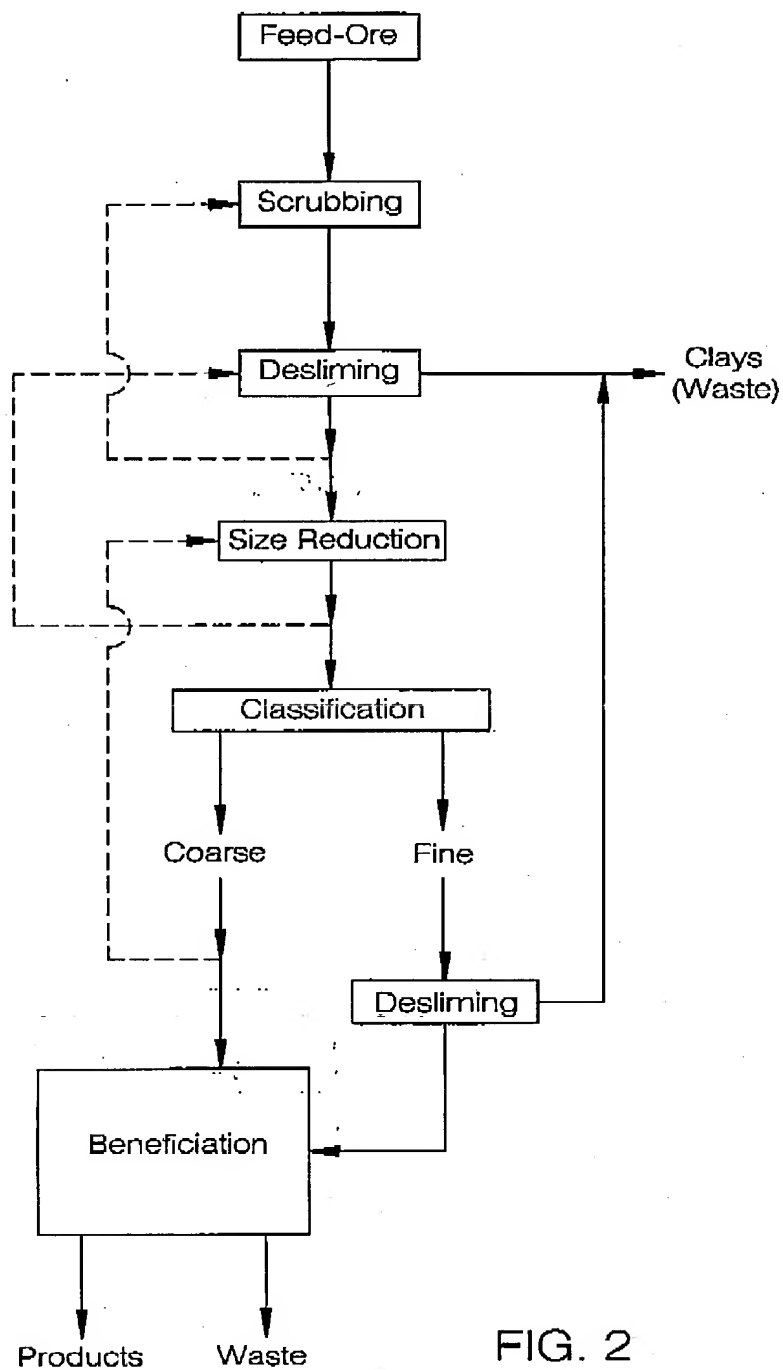 Feed-Ore
Scrubbing
Desliming
Clays
(Waste)
Size Reduction
Classification
Coarse
Fine
Desliming
Beneficiation
Products
Waste
FIG. 2